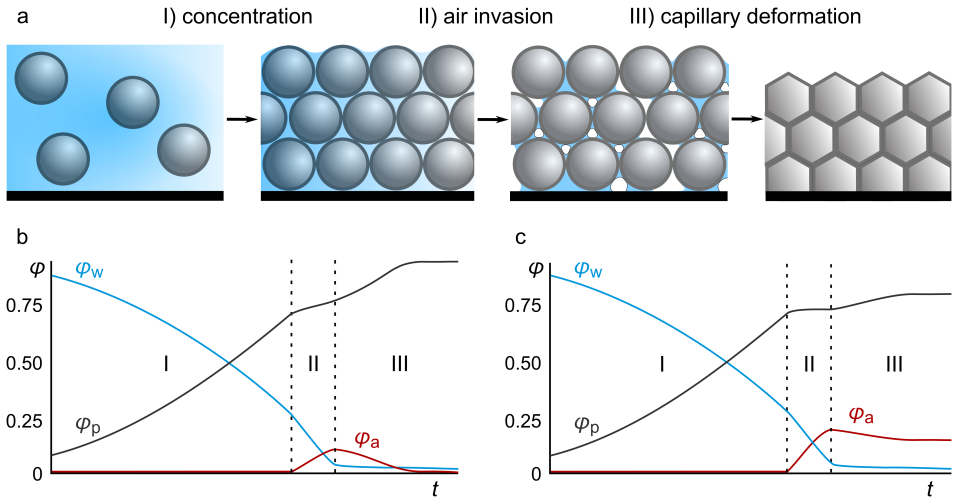 a I) concentration II) air invasion III) capillary deformation
b
φ φw
0.75
0.50
0.25
0
I II III
φp φa
t
c
φ φw
0.75
0.50
0.25
0
I II III
φp φa
t